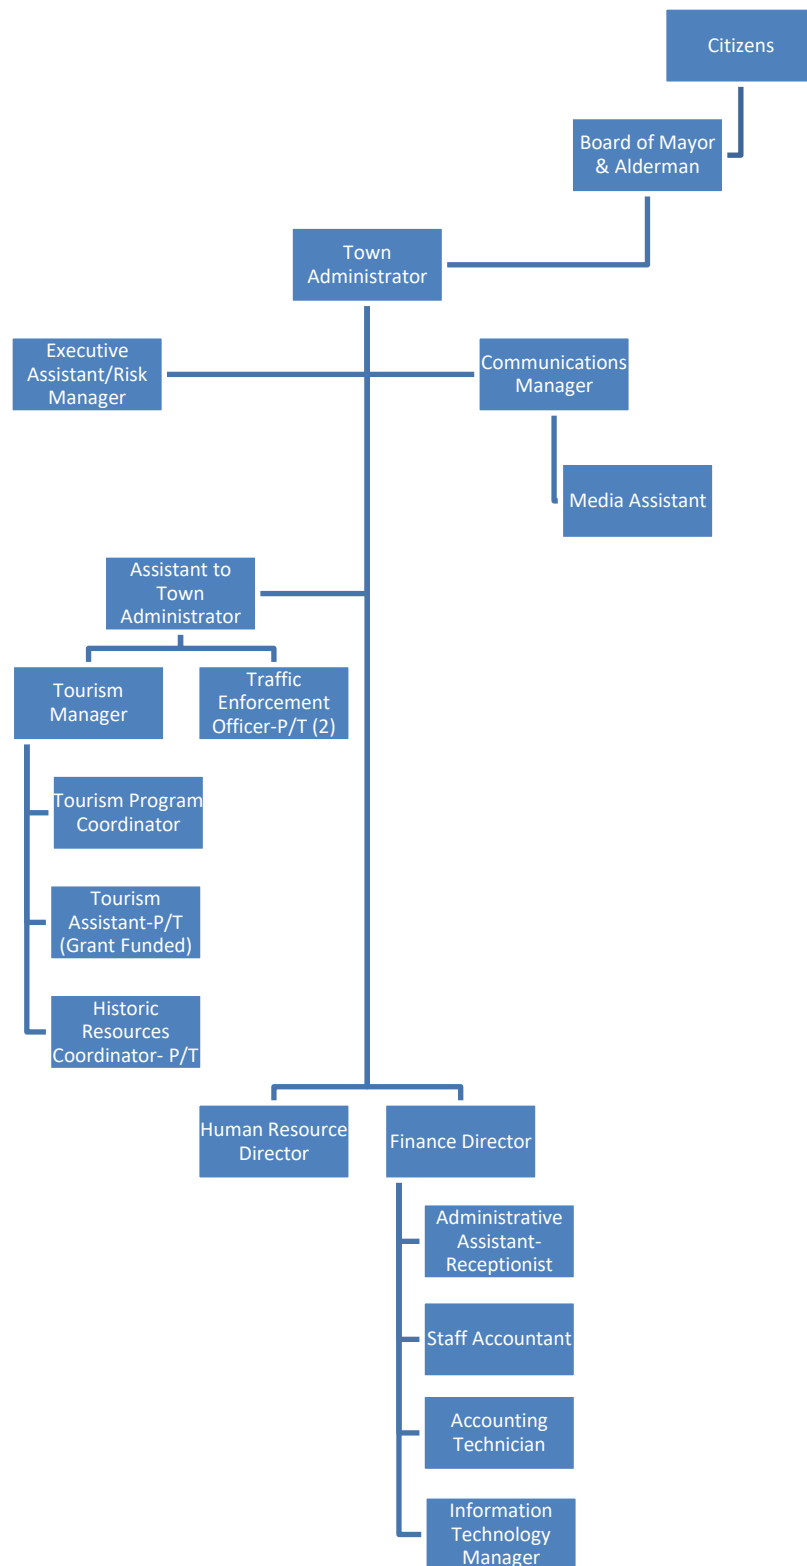 Citizens
Board of Mayor
& Alderman
Town
Administrator
Executive
Assistant/Risk
Manager
Communications
Manager
Media Assistant
Assistant to
Town
Administrator
Tourism
Manager
Traffic
Enforcement
Officer-P/T (2)
Tourism Program
Coordinator
Tourism
Assistant-P/T
(Grant Funded)
Historic
Resources
Coordinator- P/T
Human Resource
Director
Finance Director
Administrative
Assistant-
Receptionist
Staff Accountant
Accounting
Technician
Information
Technology
Manager